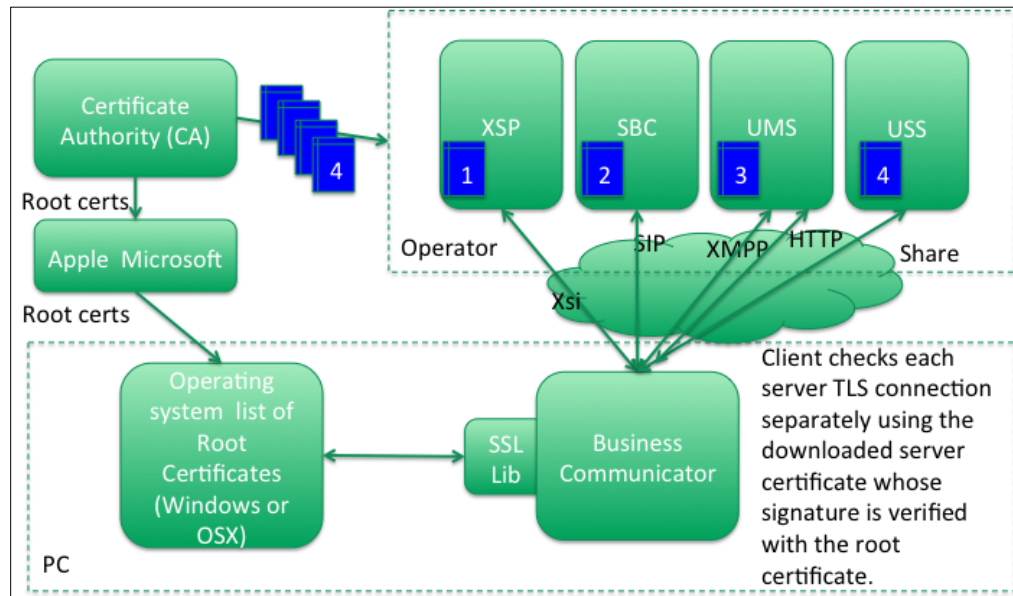 Certificate
Authority (CA)
4
XSP
SBC
UMS
USS
1
2
3
4
Root certs
Operator
SIP
XMPP
HTTP
Share
Apple Microsoft
Xsi
Root certs
Operating
system list of
Root
Certificates
(Windows or
OSX)
SSL
Lib
Business
Communicator
Client checks each
server TLS connection
separately using the
downloaded server
certificate whose
signature is verified
with the root
certificate.
PC